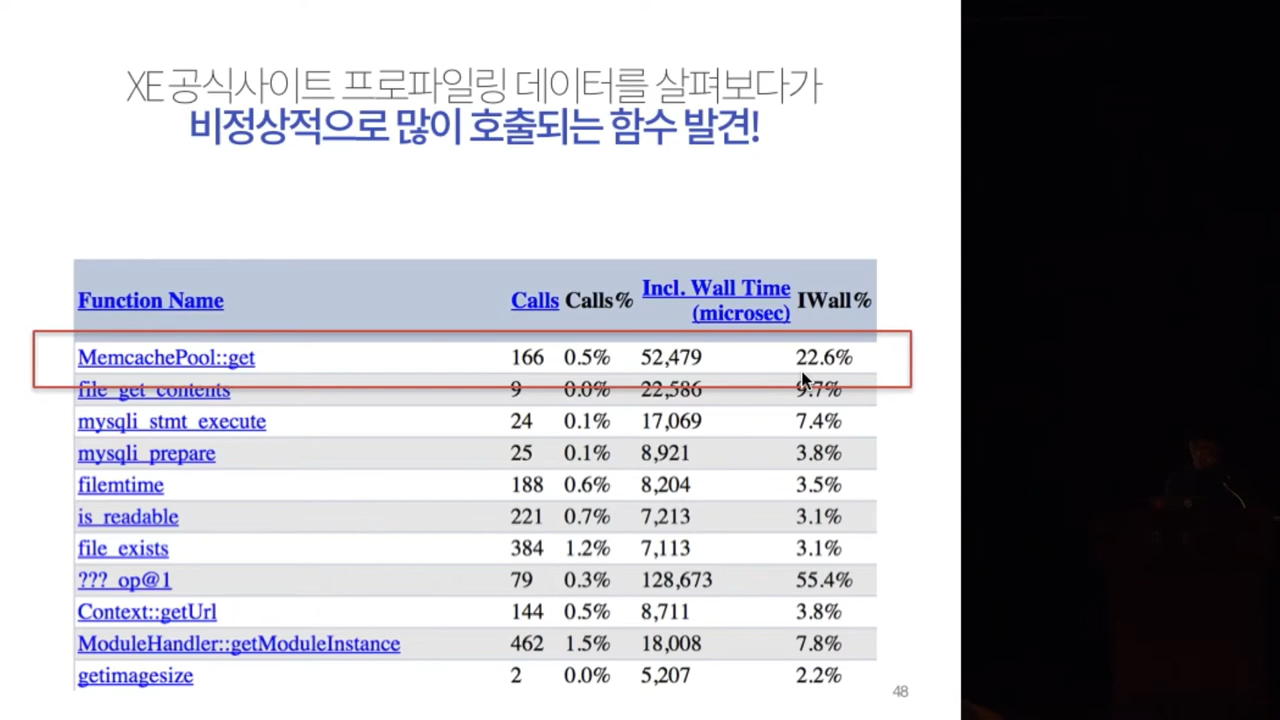 XE 공식사이트 프로파일링 데이터를 살펴보다가
비정상적으로 많이 호출되는 함수 발견!
Function Name Calls Calls% Incl. Wall Time (microsec) IWall%
MemcachePool::get 166 0.5% 52,479 22.6%
file_get_contents 9 0.0% 22,586 9.7%
mysqli_stmt_execute 24 0.1% 17,069 7.4%
mysqli_prepare 25 0.1% 8,921 3.8%
filemtime 188 0.6% 8,204 3.5%
is_readable 221 0.7% 7,213 3.1%
file_exists 384 1.2% 7,113 3.1%
???_op@1 79 0.3% 128,673 55.4%
Context::getUrl 144 0.5% 8,711 3.8%
ModuleHandler::getModuleInstance 462 1.5% 18,008 7.8%
getimagesize 2 0.0% 5,207 2.2%
48